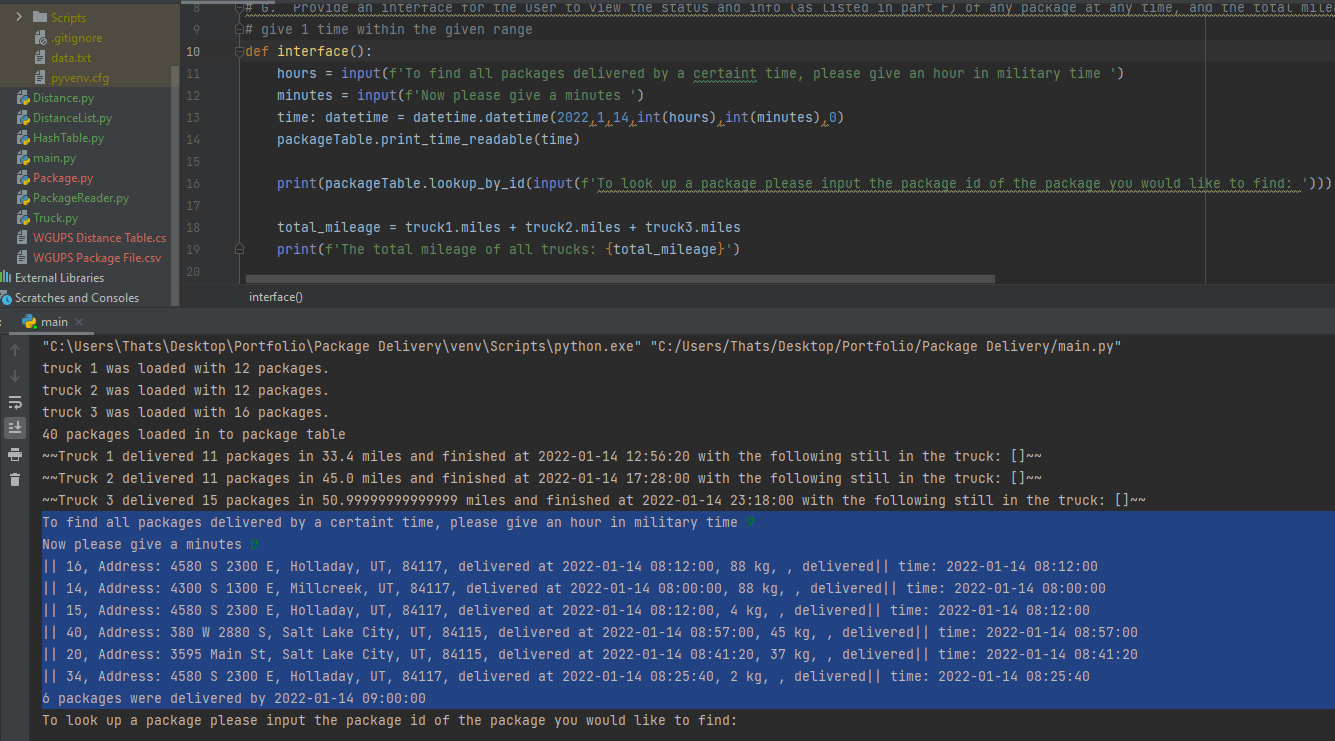 Scripts
.gitignore
data.txt
pyvenv.cfg
Distance.py
DistanceList.py
HashTable.py
main.py
Package.py
PackageReader.py
Truck.py
WGUPS Distance Table.cs
WGUPS Package File.csv
External Libraries
Scratches and Consoles
8 # G. Provide an interface for the user to view the status and info (as listed in part F) of any package at any time, and the total mile
9 # give 1 time within the given range
10 def interface():
11 hours = input(f'To find all packages delivered by a certaint time, please give an hour in military time ')
12 minutes = input(f'Now please give a minutes ')
13 time: datetime = datetime.datetime(2022,1,14,int(hours),int(minutes),0)
14 packageTable.print_time_readable(time)
15
16 print(packageTable.lookup_by_id(input(f'To look up a package please input the package id of the package you would like to find: ')))
17
18 total_mileage = truck1.miles + truck2.miles + truck3.miles
19 print(f'The total mileage of all trucks: {total_mileage}')
20
interface()
main
"C:\Users\Thats\Desktop\Portfolio\Package Delivery\venv\Scripts\python.exe" "C:/Users/Thats/Desktop/Portfolio/Package Delivery/main.py"
truck 1 was loaded with 12 packages.
truck 2 was loaded with 12 packages.
truck 3 was loaded with 16 packages.
40 packages loaded in to package table
~~Truck 1 delivered 11 packages in 33.4 miles and finished at 2022-01-14 12:56:20 with the following still in the truck: []~~
~~Truck 2 delivered 11 packages in 45.0 miles and finished at 2022-01-14 17:28:00 with the following still in the truck: []~~
~~Truck 3 delivered 15 packages in 50.99999999999999 miles and finished at 2022-01-14 23:18:00 with the following still in the truck: []~~
To find all packages delivered by a certaint time, please give an hour in military time 9
Now please give a minutes 0
|| 16, Address: 4580 S 2300 E, Holladay, UT, 84117, delivered at 2022-01-14 08:12:00, 88 kg, , delivered|| time: 2022-01-14 08:12:00
|| 14, Address: 4300 S 1300 E, Millcreek, UT, 84117, delivered at 2022-01-14 08:00:00, 88 kg, , delivered|| time: 2022-01-14 08:00:00
|| 15, Address: 4580 S 2300 E, Holladay, UT, 84117, delivered at 2022-01-14 08:12:00, 4 kg, , delivered|| time: 2022-01-14 08:12:00
|| 40, Address: 380 W 2880 S, Salt Lake City, UT, 84115, delivered at 2022-01-14 08:57:00, 45 kg, , delivered|| time: 2022-01-14 08:57:00
|| 20, Address: 3595 Main St, Salt Lake City, UT, 84115, delivered at 2022-01-14 08:41:20, 37 kg, , delivered|| time: 2022-01-14 08:41:20
|| 34, Address: 4580 S 2300 E, Holladay, UT, 84117, delivered at 2022-01-14 08:25:40, 2 kg, , delivered|| time: 2022-01-14 08:25:40
6 packages were delivered by 2022-01-14 09:00:00
To look up a package please input the package id of the package you would like to find: